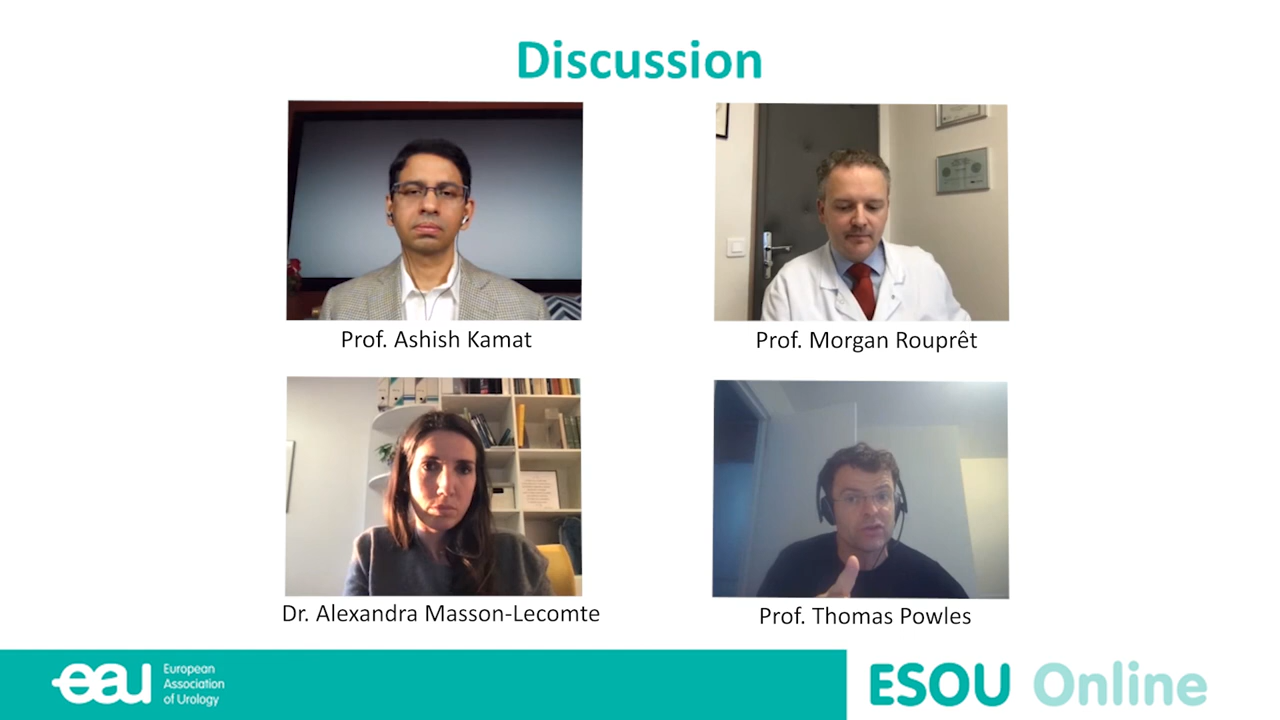 Discussion
Prof. Ashish Kamat
Prof. Morgan Rouprêt
Dr. Alexandra Masson-Lecomte
Prof. Thomas Powles
eau
European
Association
of Urology
ESOU Online